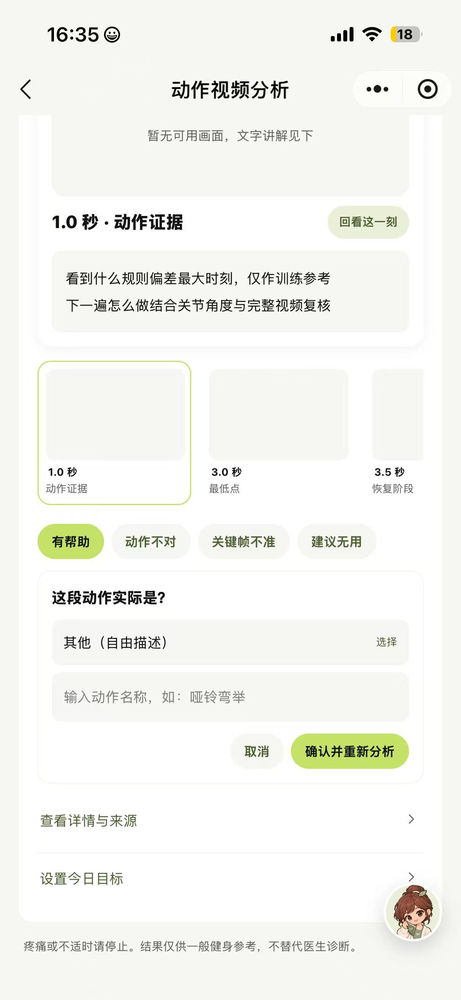 16:35
18
动作视频分析
暂无可用画面，文字讲解见下
1.0 秒 · 动作证据
回看这一刻
看到什么规则偏差最大时刻，仅作训练参考
下一遍怎么做结合关节角度与完整视频复核
1.0 秒
动作证据
3.0 秒
最低点
3.5 秒
恢复阶段
有帮助
动作不对
关键帧不准
建议无用
这段动作实际是？
其他（自由描述）
选择
输入动作名称，如：哑铃弯举
取消
确认并重新分析
查看详情与来源
设置今日目标
疼痛或不适时请停止。结果仅供一般健身参考，不替代医生诊断。